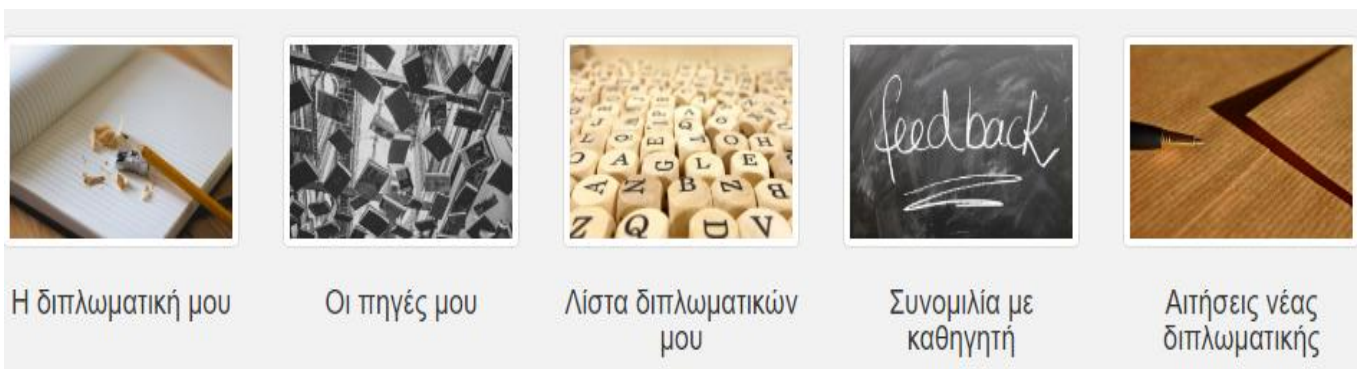 feedback
Η διπλωματική μου
Οι πηγές μου
Λίστα διπλωματικών
μου
Συνομιλία με
καθηγητή
Αιτήσεις νέας
διπλωματικής